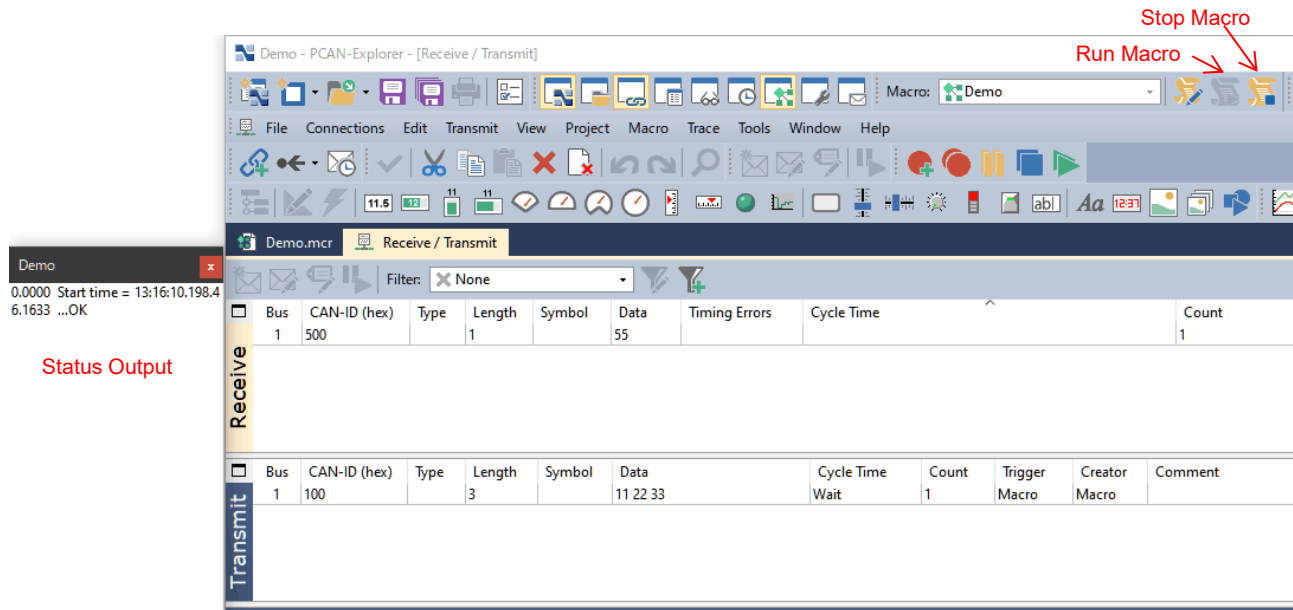 Stop Macro
Run Macro
Demo - PCAN-Explorer - [Receive / Transmit]
Macro: Demo
File Connections Edit Transmit View Project Macro Trace Tools Window Help
11.5 12 11 11 abl Aa 12:31
Demo.mcr Receive / Transmit
Demo x
Filter: None
0.0000 Start time = 13:16:10.198.4
6.1633 ...OK
Status Output
Receive
Bus CAN-ID (hex) Type Length Symbol Data Timing Errors Cycle Time Count
1 500 1 55 1
Transmit
Bus CAN-ID (hex) Type Length Symbol Data Cycle Time Count Trigger Creator Comment
1 100 3 11 22 33 Wait 1 Macro Macro